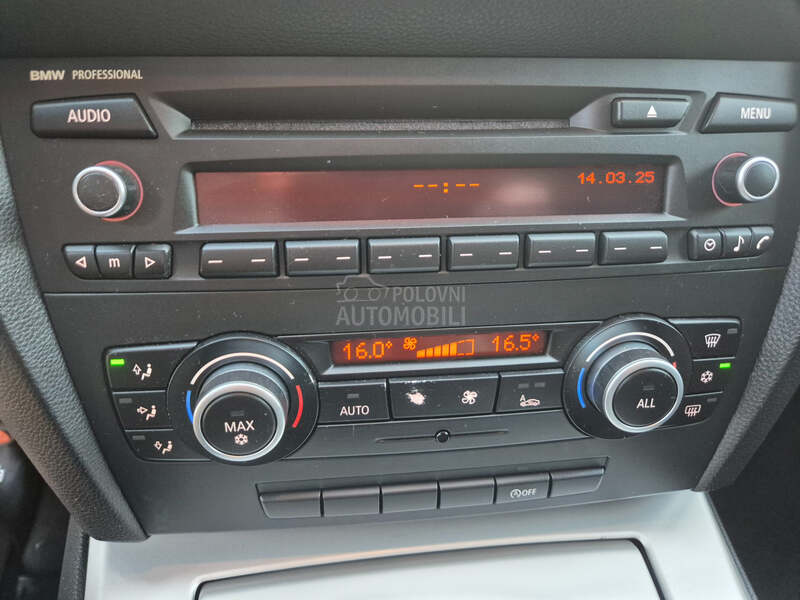 BMW PROFESSIONAL
AUDIO
MENU
--:--
14.03.25
m
POLOVNI
AUTOMOBILI
16.0°
16.5°
AUTO
A
MAX
ALL
OFF